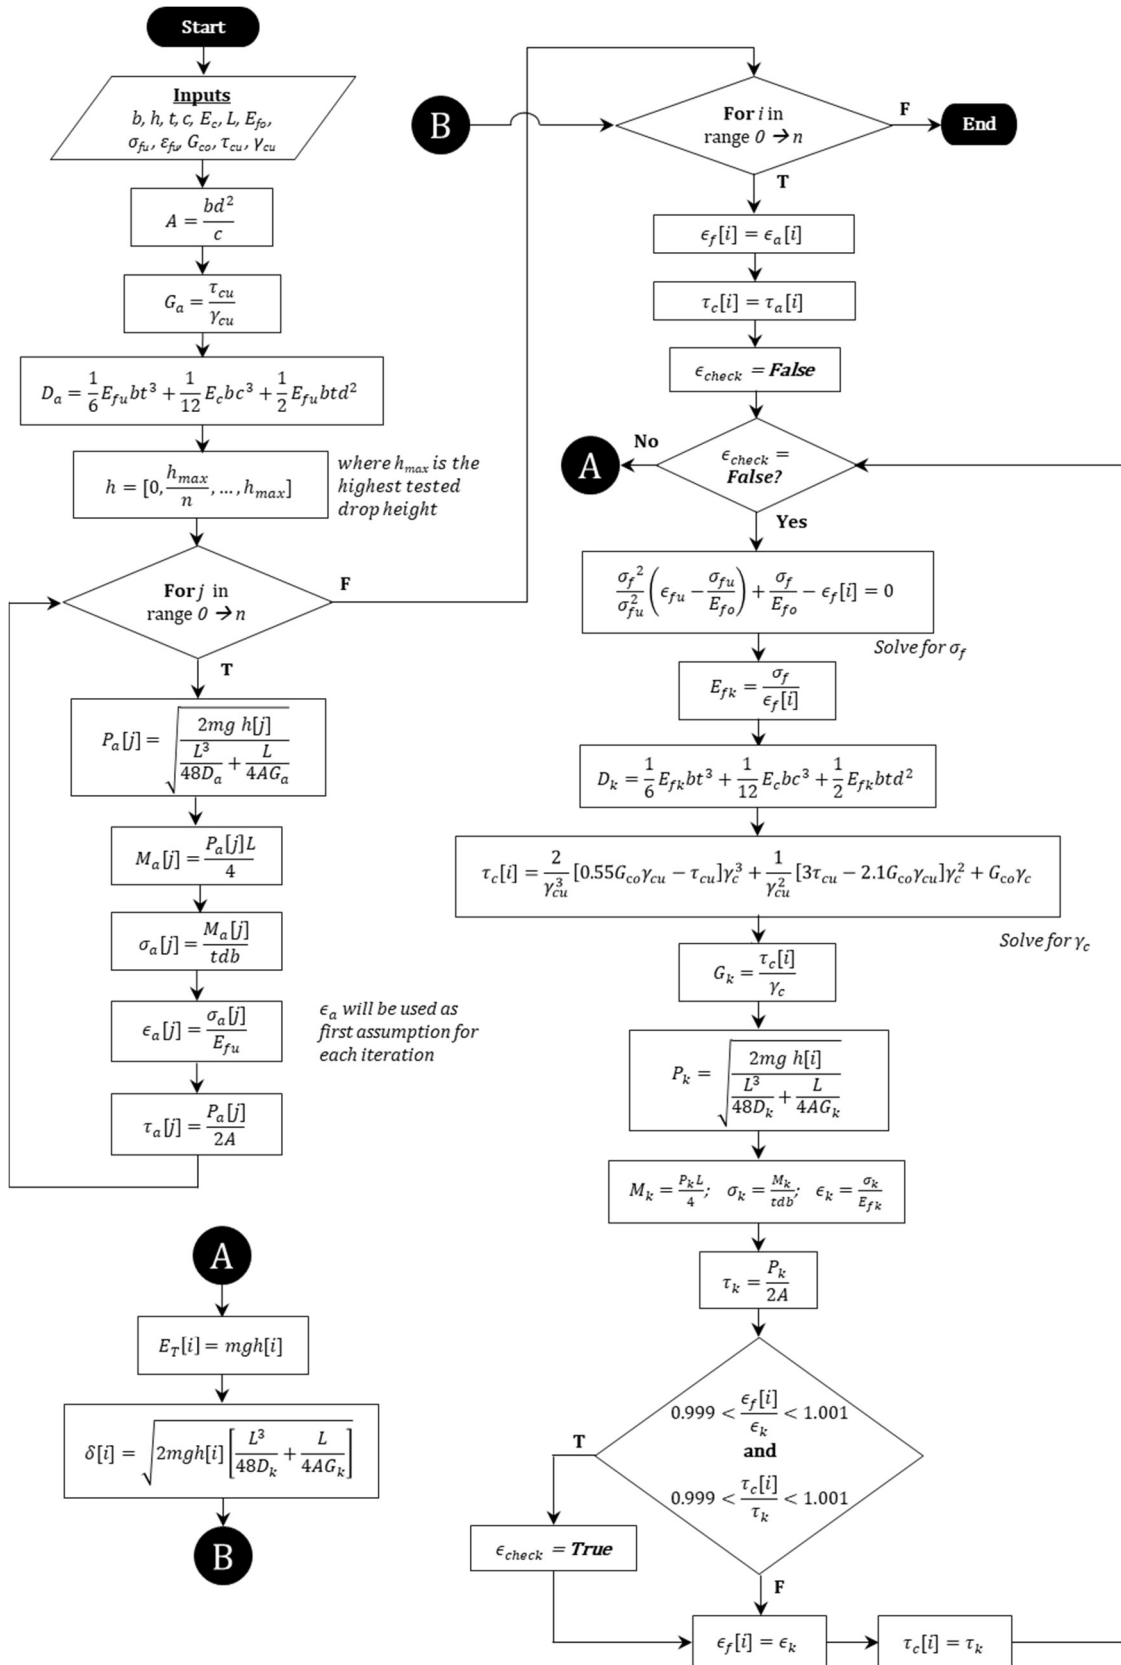 Start
Inputs
b, h, t, c, E_c, L, E_fo,
σ_fu, ε_fu, G_co, τ_cu, γ_cu
A = bd²/c
G_a = τ_cu/γ_cu
D_a = 1/6 E_fu bt³ + 1/12 E_c bc³ + 1/2 E_fu btd²
h = [0, h_max/n, …, h_max]
where h_max is the
highest tested
drop height
For j in
range 0 → n
F
T
P_a[j] = √(2mg h[j] / (L³/48D_a + L/4AG_a))
M_a[j] = P_a[j]L/4
σ_a[j] = M_a[j]/tdb
ϵ_a[j] = σ_a[j]/E_fu
ϵ_a will be used as
first assumption for
each iteration
τ_a[j] = P_a[j]/2A
A
E_T[i] = mgh[i]
δ[i] = √(2mgh[i] [L³/48D_k + L/4AG_k])
B
B
For i in
range 0 → n
F
End
T
ϵ_f[i] = ϵ_a[i]
τ_c[i] = τ_a[i]
ϵ_check = False
A
No
ϵ_check =
False?
Yes
σ_f²/σ_fu² (ϵ_fu − σ_fu/E_fo) + σ_f/E_fo − ϵ_f[i] = 0
Solve for σ_f
E_fk = σ_f/ϵ_f[i]
D_k = 1/6 E_fk bt³ + 1/12 E_c bc³ + 1/2 E_fk btd²
τ_c[i] = 2/γ_cu³ [0.55G_co γ_cu − τ_cu]γ_c³ + 1/γ_cu² [3τ_cu − 2.1G_co γ_cu]γ_c² + G_co γ_c
Solve for γ_c
G_k = τ_c[i]/γ_c
P_k = √(2mg h[i] / (L³/48D_k + L/4AG_k))
M_k = P_k L/4; σ_k = M_k/tdb; ϵ_k = σ_k/E_fk
τ_k = P_k/2A
0.999 < ϵ_f[i]/ϵ_k < 1.001
and
0.999 < τ_c[i]/τ_k < 1.001
T
ϵ_check = True
F
ϵ_f[i] = ϵ_k
τ_c[i] = τ_k